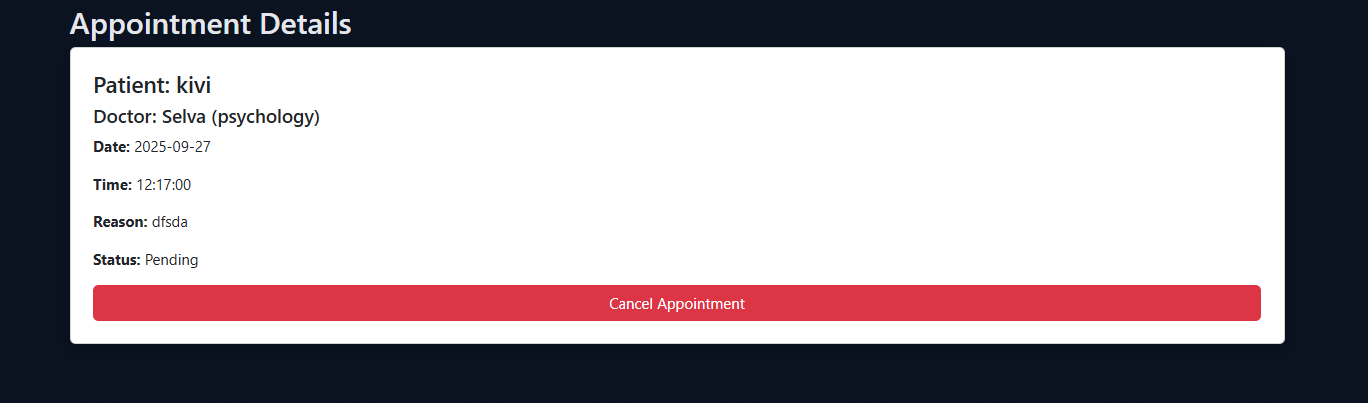 Appointment Details
Patient: kivi
Doctor: Selva (psychology)
Date: 2025-09-27
Time: 12:17:00
Reason: dfsda
Status: Pending
Cancel Appointment